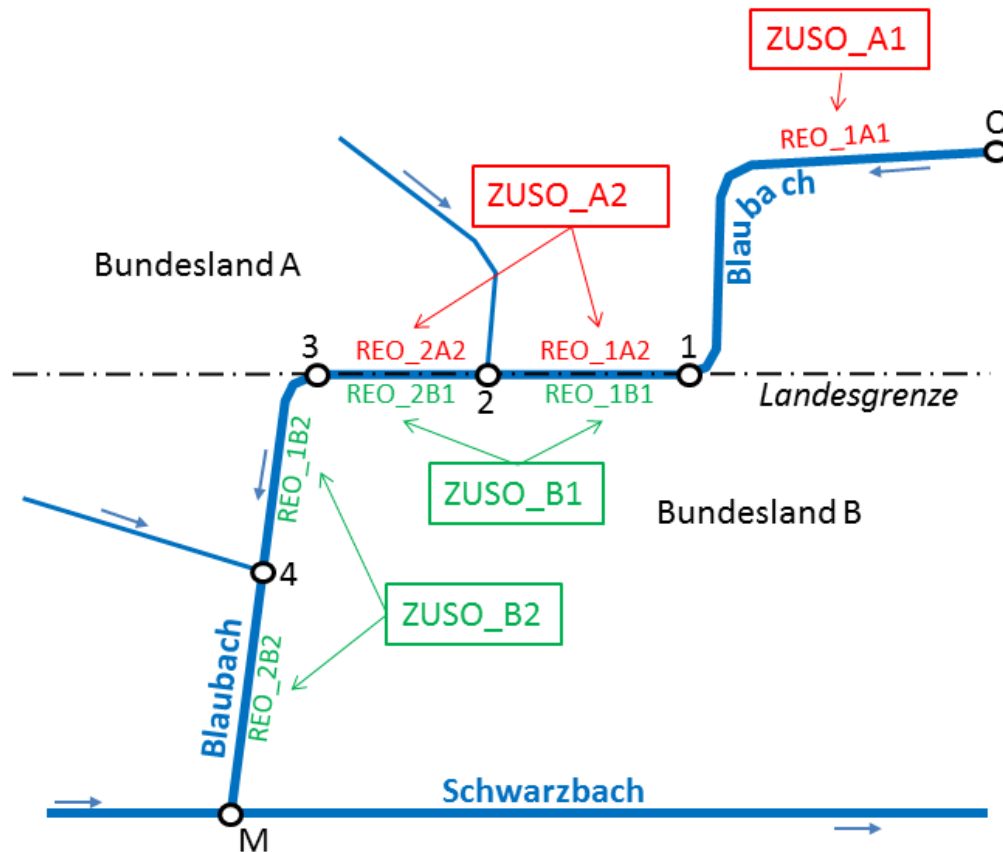 ZUSO_A1
O
REO_1A1
Blaubach
ZUSO_A2
Bundesland A
3
REO_2A2
REO_1A2
1
REO_2B1
2
REO_1B1
Landesgrenze
REO_1B2
ZUSO_B1
Bundesland B
4
ZUSO_B2
Blaubach
REO_2B2
Schwarzbach
M